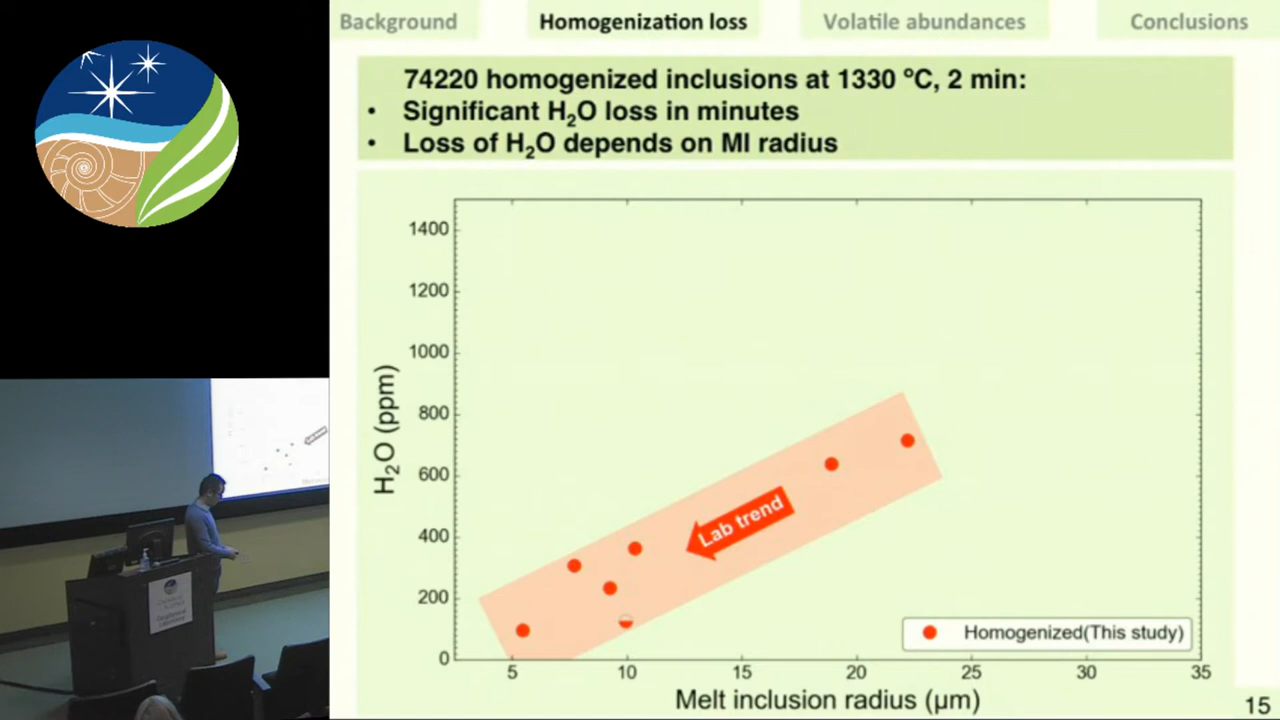 Background
Homogenization loss
Volatile abundances
Conclusions
74220 homogenized inclusions at 1330 ºC, 2 min:
• Significant H₂O loss in minutes
• Loss of H₂O depends on MI radius
1400
1200
1000
800
600
400
200
0
H₂O (ppm)
Lab trend
Homogenized(This study)
5 10 15 20 25 30 35
Melt inclusion radius (μm)
15